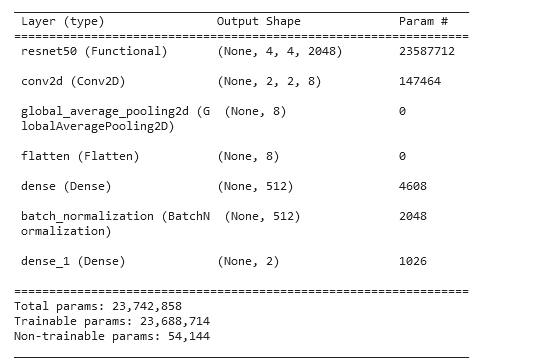 Layer (type) Output Shape Param #
=================================================================
resnet50 (Functional) (None, 4, 4, 2048) 23587712
conv2d (Conv2D) (None, 2, 2, 8) 147464
global_average_pooling2d (G (None, 8) 0
lobalAveragePooling2D)
flatten (Flatten) (None, 8) 0
dense (Dense) (None, 512) 4608
batch_normalization (BatchN (None, 512) 2048
ormalization)
dense_1 (Dense) (None, 2) 1026
=================================================================
Total params: 23,742,858
Trainable params: 23,688,714
Non-trainable params: 54,144